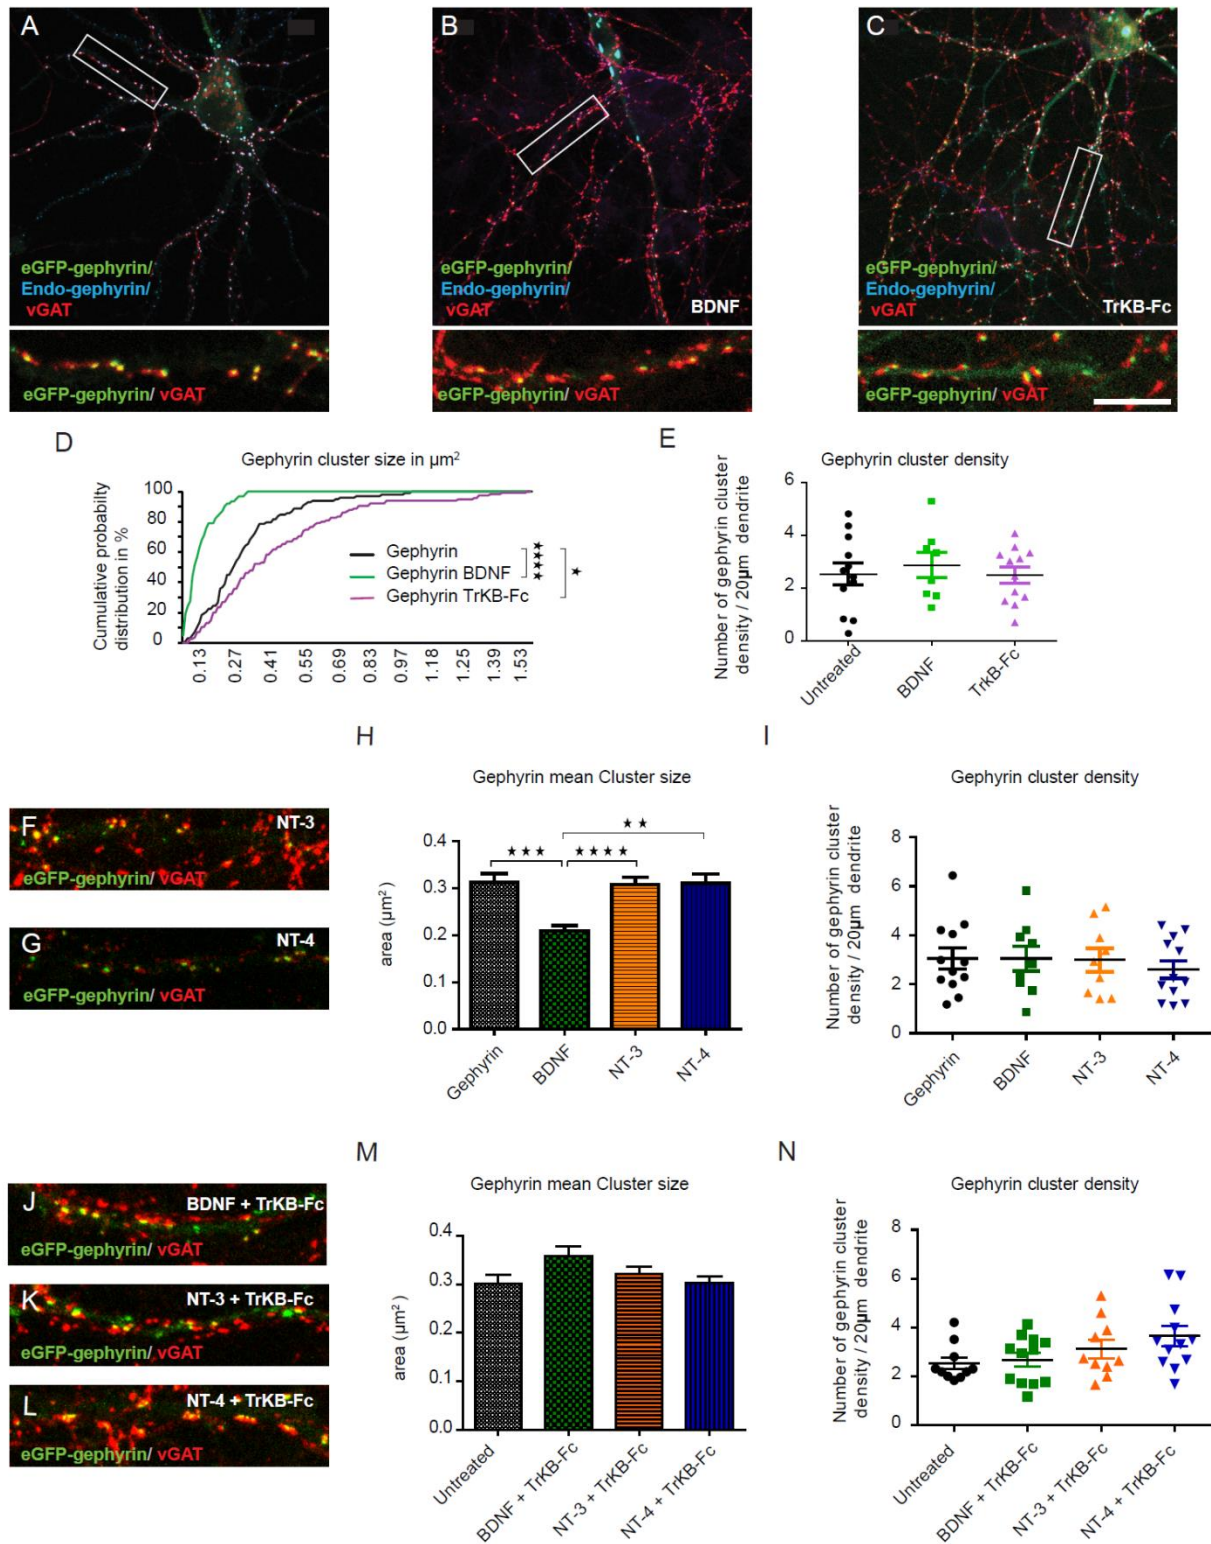 A
eGFP-gephyrin/
Endo-gephyrin/
vGAT
eGFP-gephyrin/ vGAT
B
eGFP-gephyrin/
Endo-gephyrin/
vGAT
BDNF
eGFP-gephyrin/ vGAT
C
eGFP-gephyrin/
Endo-gephyrin/
vGAT
TrKB-Fc
eGFP-gephyrin/ vGAT
D
Gephyrin cluster size in µm²
Cumulative probabiity
distribution in %
100
80
60
40
20
0
0.13
0.27
0.41
0.55
0.69
0.83
0.97
1.18
1.25
1.39
1.53
Gephyrin
Gephyrin BDNF
Gephyrin TrKB-Fc
★★★★
★
E
Gephyrin cluster density
Number of gephyrin cluster
density / 20µm dendrite
6
4
2
0
Untreated
BDNF
TrkB-Fc
F
NT-3
eGFP-gephyrin/ vGAT
G
NT-4
eGFP-gephyrin/ vGAT
H
Gephyrin mean Cluster size
area (µm²)
0.4
0.3
0.2
0.1
0.0
★★★
★★★★
★★
Gephyrin
BDNF
NT-3
NT-4
I
Gephyrin cluster density
Number of gephyrin cluster
density / 20µm dendrite
8
6
4
2
0
Gephyrin
BDNF
NT-3
NT-4
J
BDNF + TrKB-Fc
eGFP-gephyrin/ vGAT
K
NT-3 + TrKB-Fc
eGFP-gephyrin/ vGAT
L
NT-4 + TrKB-Fc
eGFP-gephyrin/ vGAT
M
Gephyrin mean Cluster size
area (µm²)
0.4
0.3
0.3
0.1
0.0
Untreated
BDNF + TrKB-Fc
NT-3 + TrKB-Fc
NT-4 + TrKB-Fc
N
Gephyrin cluster density
Number of gephyrin cluster
density / 20µm dendrite
8
6
4
2
0
Untreated
BDNF + TrKB-Fc
NT-3 + TrKB-Fc
NT-4 + TrKB-Fc